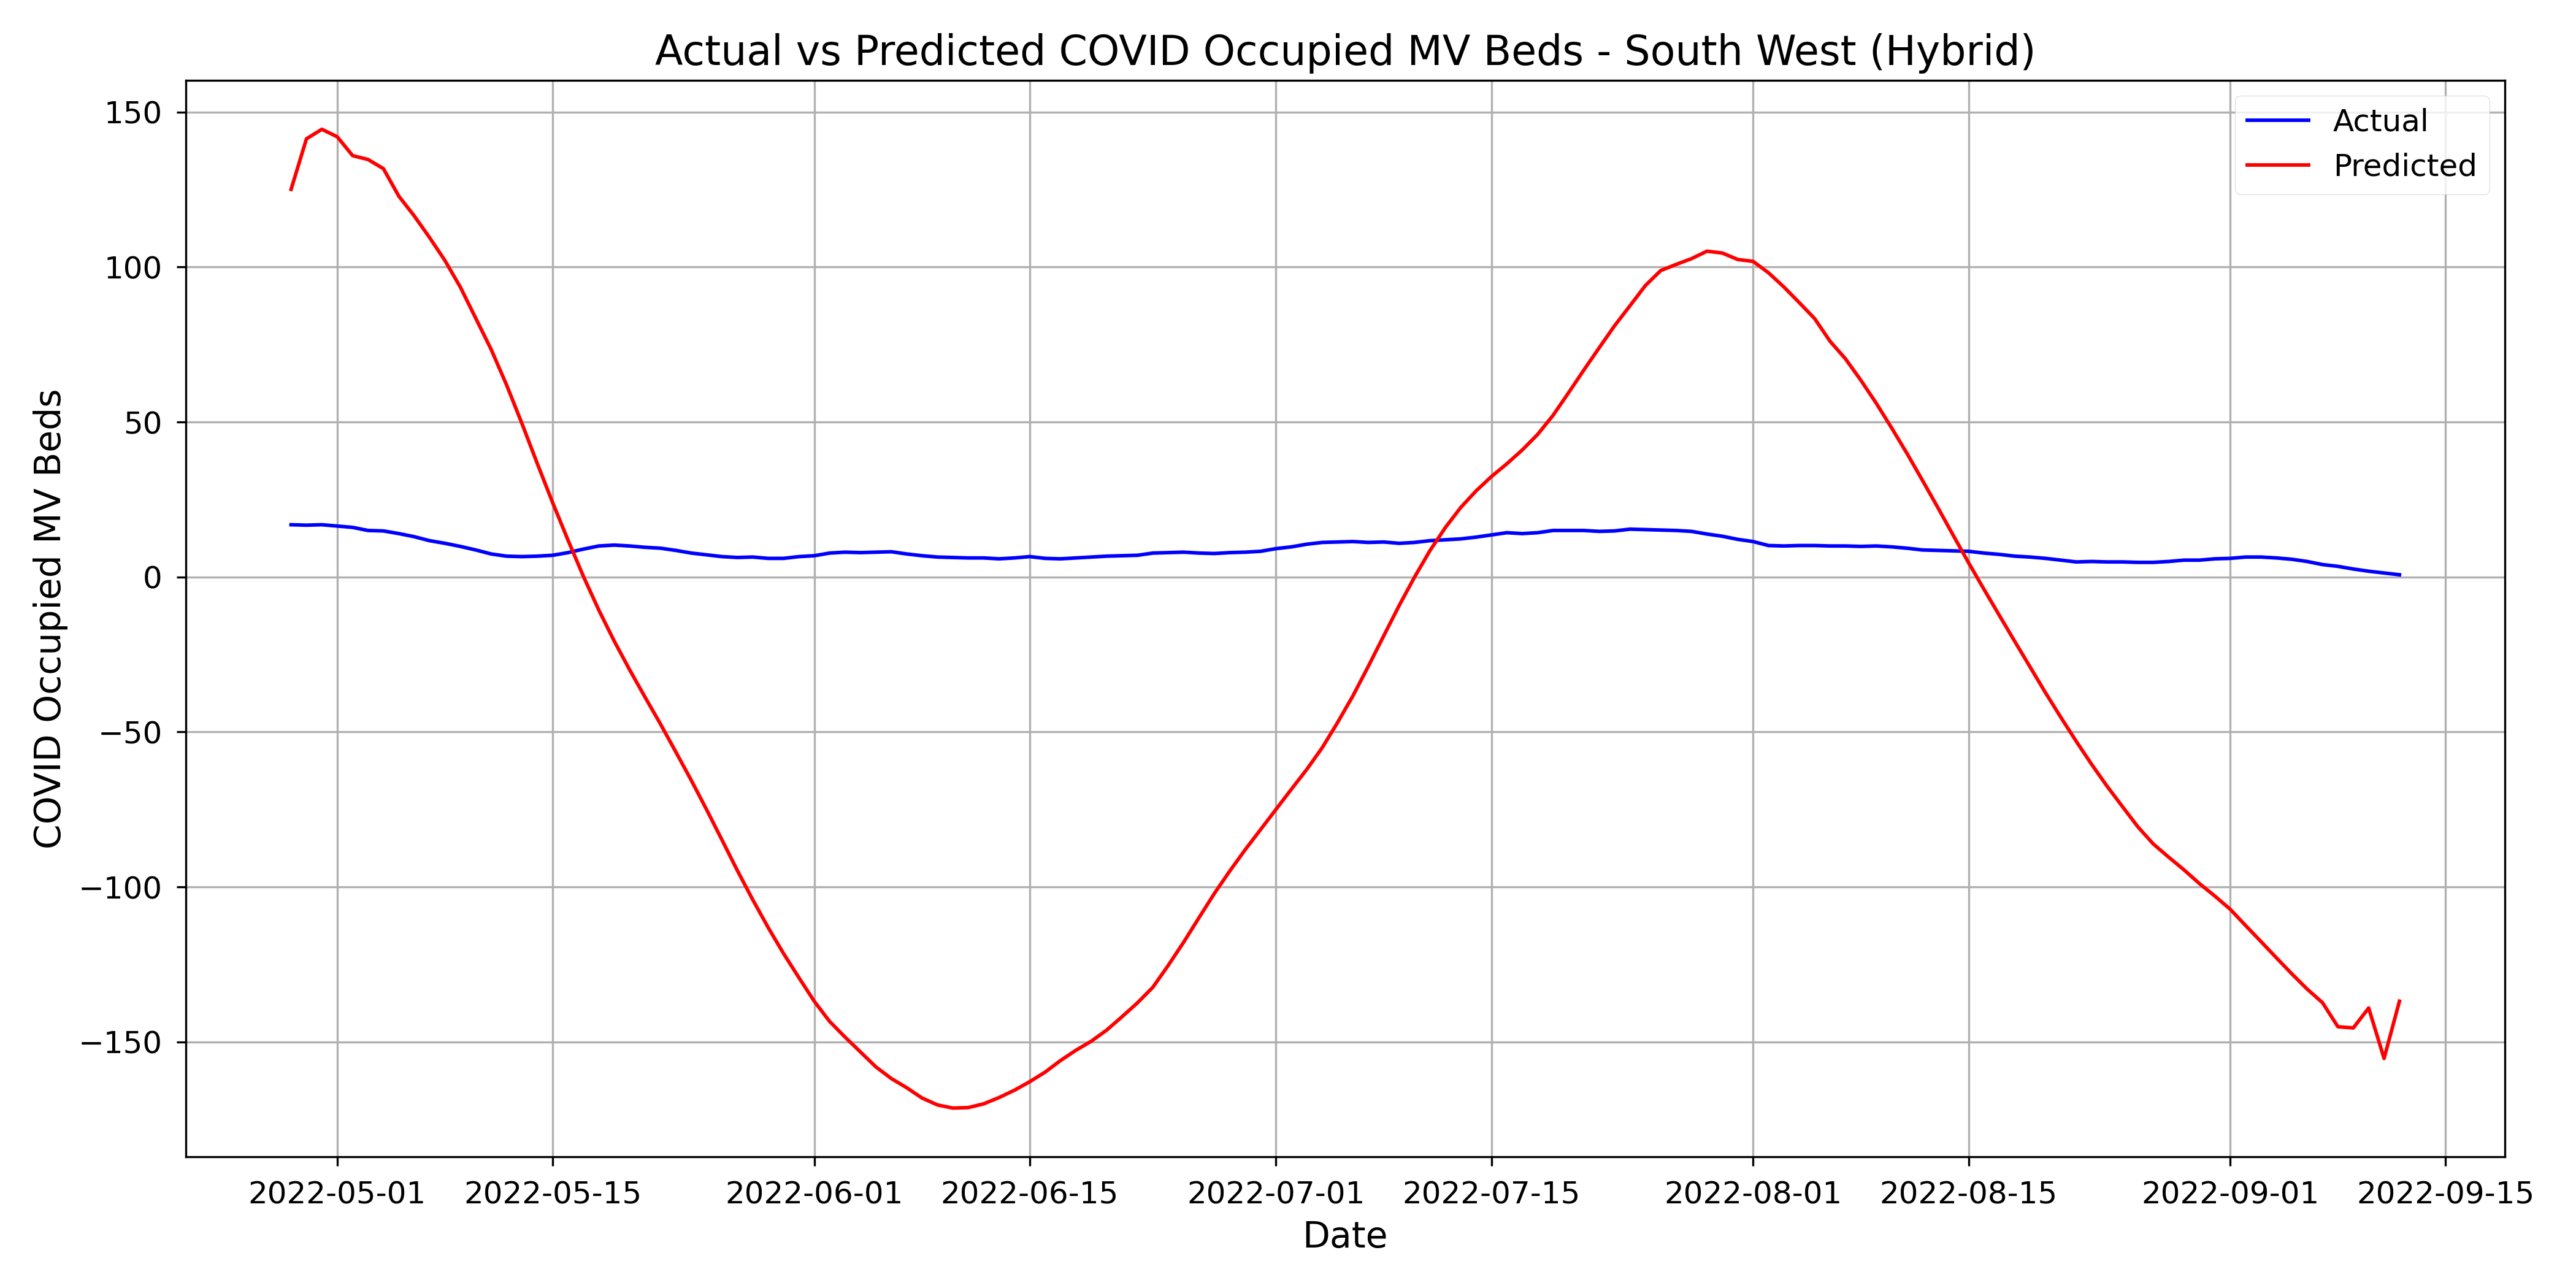 Actual vs Predicted COVID Occupied MV Beds - South West (Hybrid)
Actual
Predicted
COVID Occupied MV Beds
150
100
50
0
−50
−100
−150
2022-05-01 2022-05-15 2022-06-01 2022-06-15 2022-07-01 2022-07-15 2022-08-01 2022-08-15 2022-09-01 2022-09-15
Date